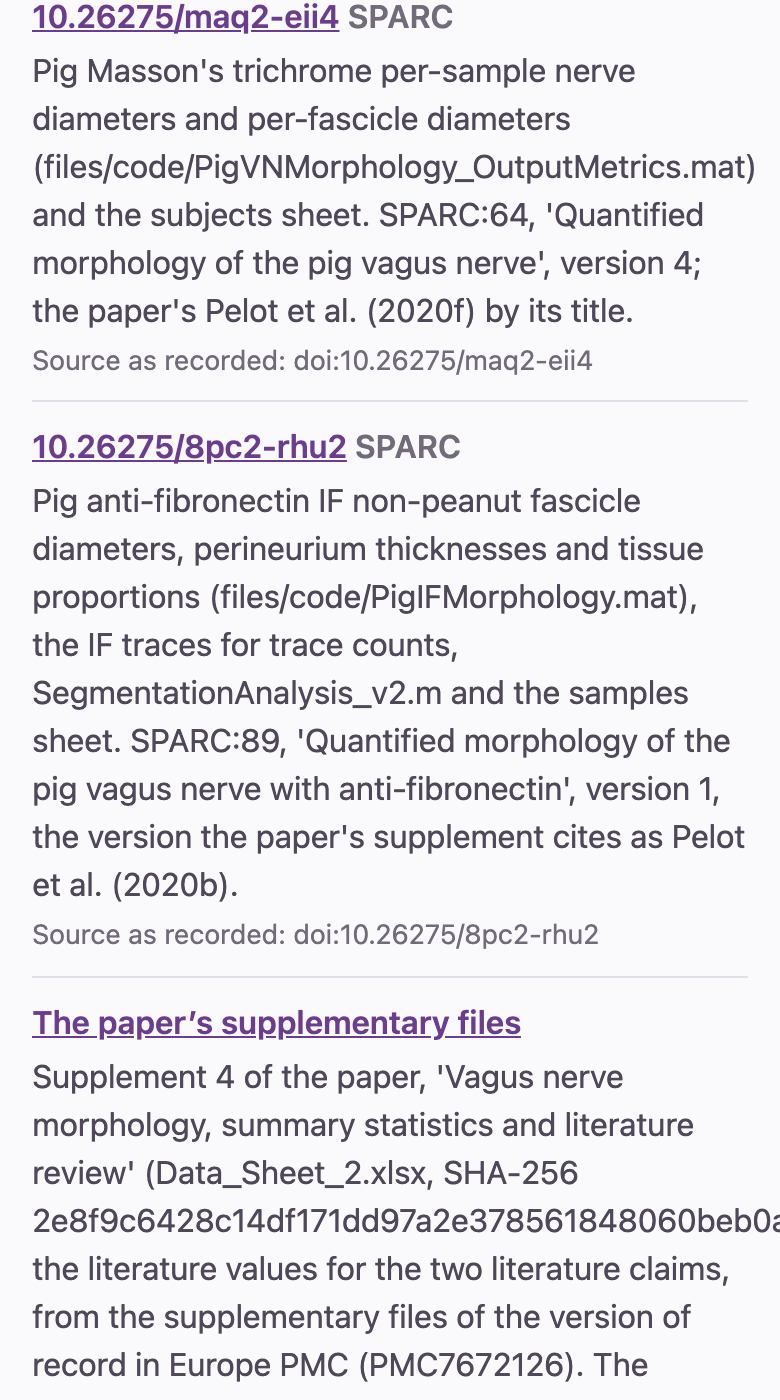 10.26275/maq2-eii4 SPARC
Pig Masson's trichrome per-sample nerve
diameters and per-fascicle diameters
(files/code/PigVNMorphology_OutputMetrics.mat)
and the subjects sheet. SPARC:64, 'Quantified
morphology of the pig vagus nerve', version 4;
the paper's Pelot et al. (2020f) by its title.
Source as recorded: doi:10.26275/maq2-eii4
10.26275/8pc2-rhu2 SPARC
Pig anti-fibronectin IF non-peanut fascicle
diameters, perineurium thicknesses and tissue
proportions (files/code/PigIFMorphology.mat),
the IF traces for trace counts,
SegmentationAnalysis_v2.m and the samples
sheet. SPARC:89, 'Quantified morphology of the
pig vagus nerve with anti-fibronectin', version 1,
the version the paper's supplement cites as Pelot
et al. (2020b).
Source as recorded: doi:10.26275/8pc2-rhu2
The paper’s supplementary files
Supplement 4 of the paper, 'Vagus nerve
morphology, summary statistics and literature
review' (Data_Sheet_2.xlsx, SHA-256
2e8f9c6428c14df171dd97a2e378561848060beb0a
the literature values for the two literature claims,
from the supplementary files of the version of
record in Europe PMC (PMC7672126). The